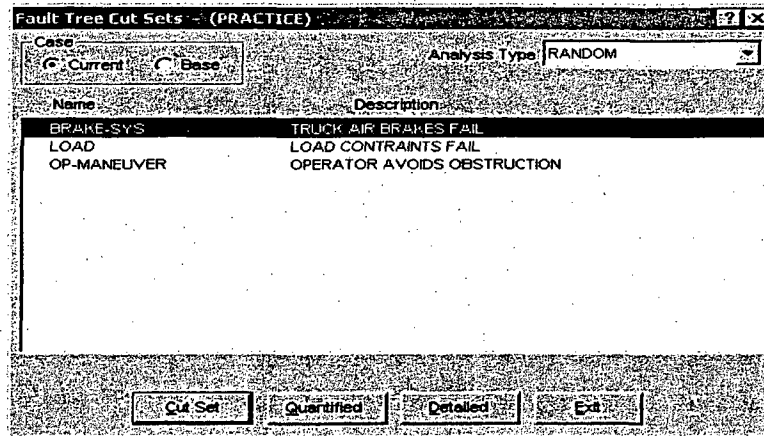 Fault Tree Cut Sets - (PRACTICE)
Case
Current Base
Analysis Type RANDOM
Name Description
BRAKE-SYS TRUCK AIR BRAKES FAIL
LOAD LOAD CONTRAINTS FAIL
OP-MANEUVER OPERATOR AVOIDS OBSTRUCTION
Cut Set Quantified Detailed Exit